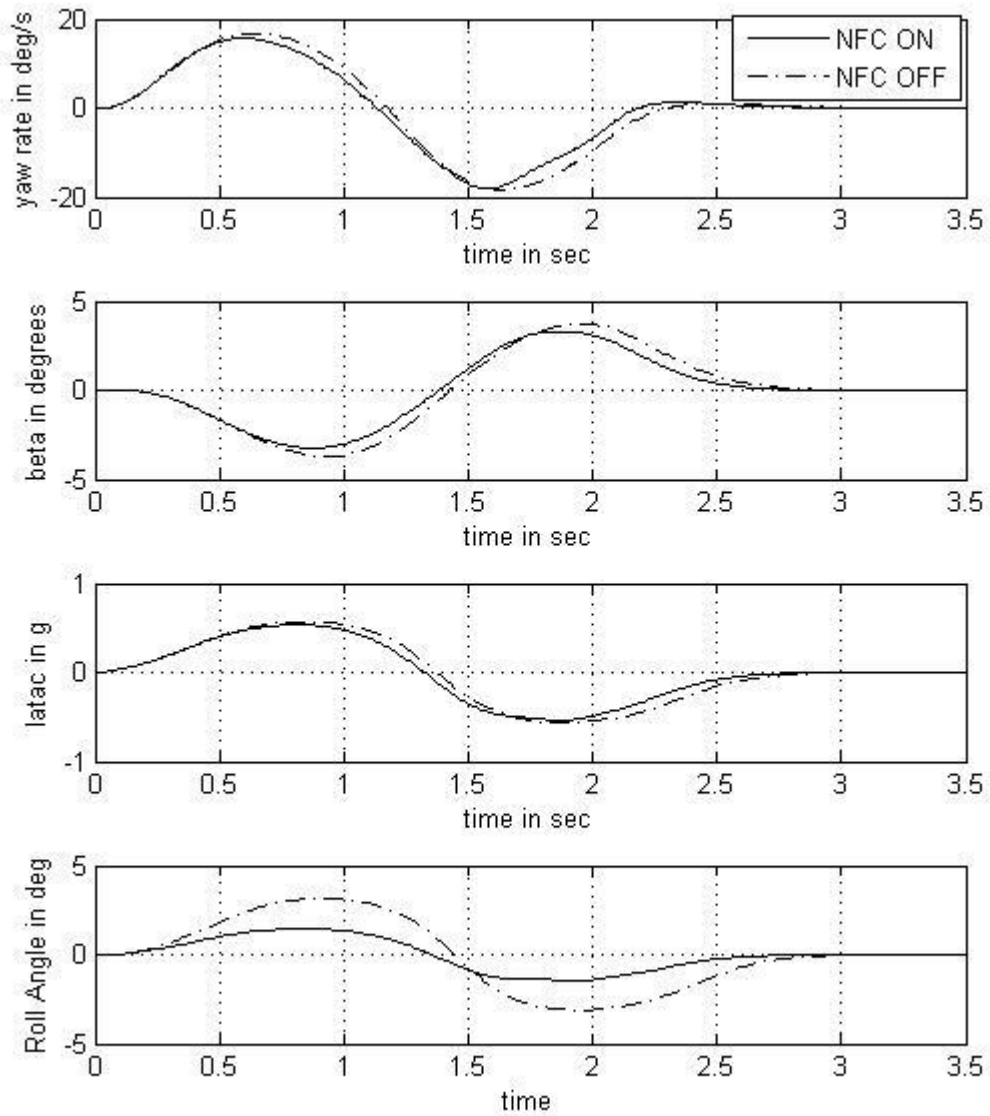 20
0
-20
yaw rate in deg/s
NFC ON
NFC OFF
0 0.5 1 1.5 2 2.5 3 3.5
time in sec
5
0
-5
beta in degrees
0 0.5 1 1.5 2 2.5 3 3.5
time in sec
1
0
-1
latac in g
0 0.5 1 1.5 2 2.5 3 3.5
time in sec
5
0
-5
Roll Angle in deg
0 0.5 1 1.5 2 2.5 3 3.5
time